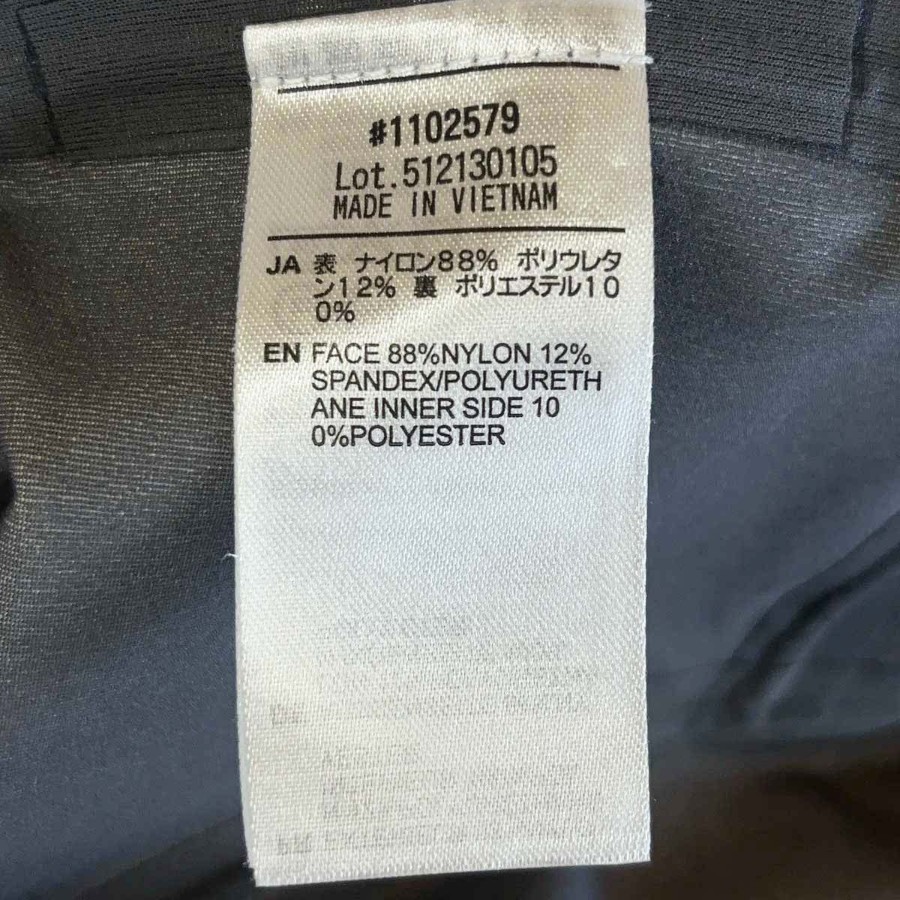 #1102579
Lot.512130105
MADE IN VIETNAM
JA 表 ナイロン88% ポリウレタ
ン12% 裏 ポリエステル10
0%
EN FACE 88%NYLON 12%
SPANDEX/POLYURETH
ANE INNER SIDE 10
0%POLYESTER